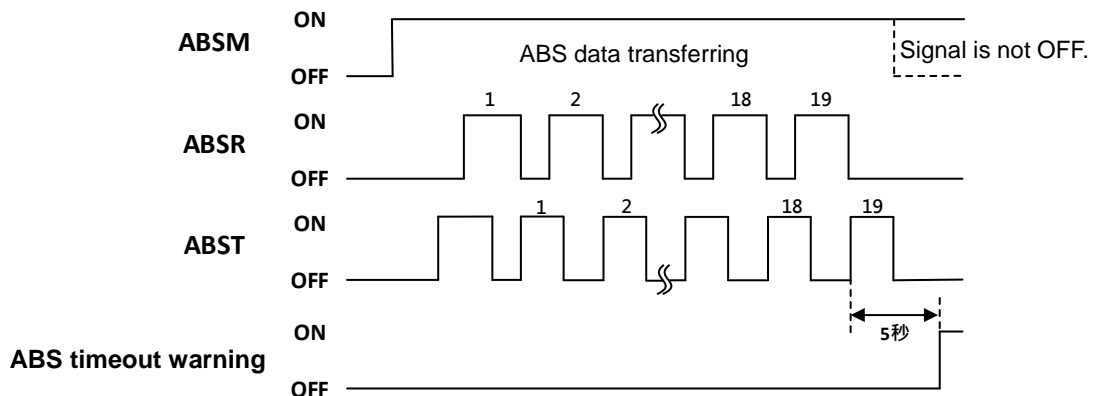 ON
ABSM
ABS data transferring
Signal is not OFF.
OFF
1 2 18 19
ON
ABSR
OFF
1 2 18 19
ON
ABST
OFF
ON
5秒
ABS timeout warning
OFF